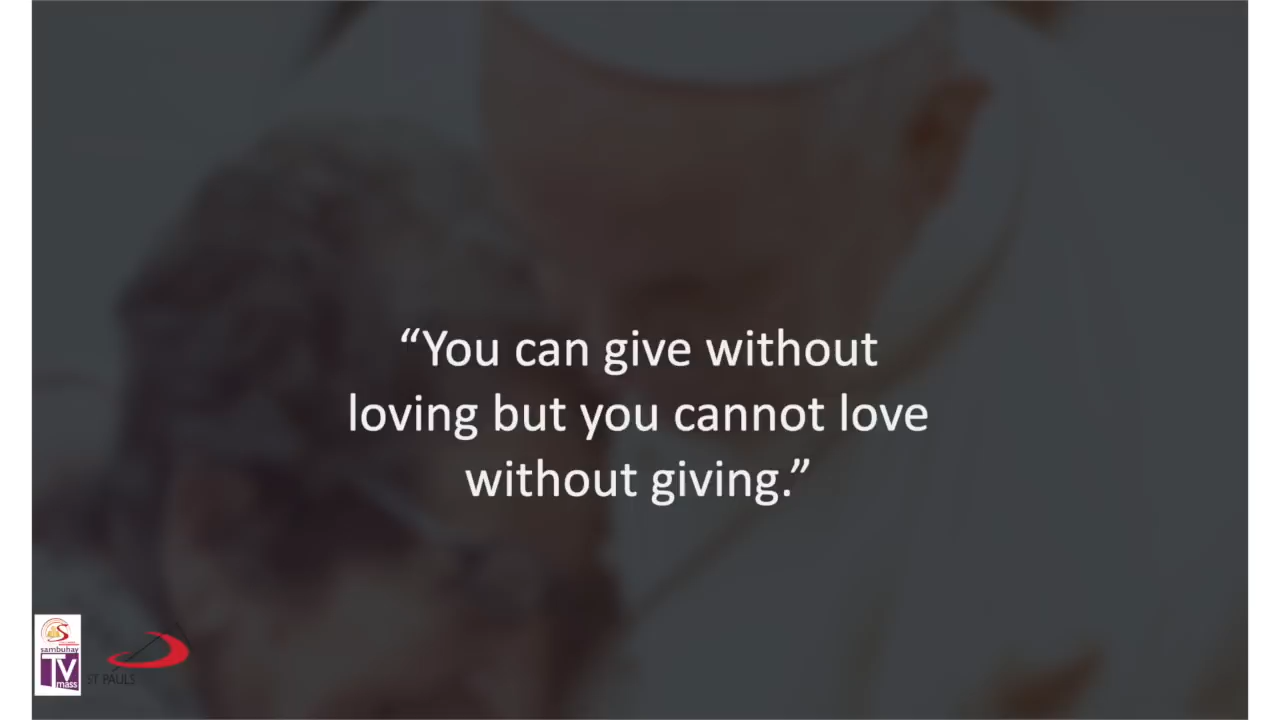 “You can give without
loving but you cannot love
without giving.”
sambuhay
TV
mass
ST PAULS